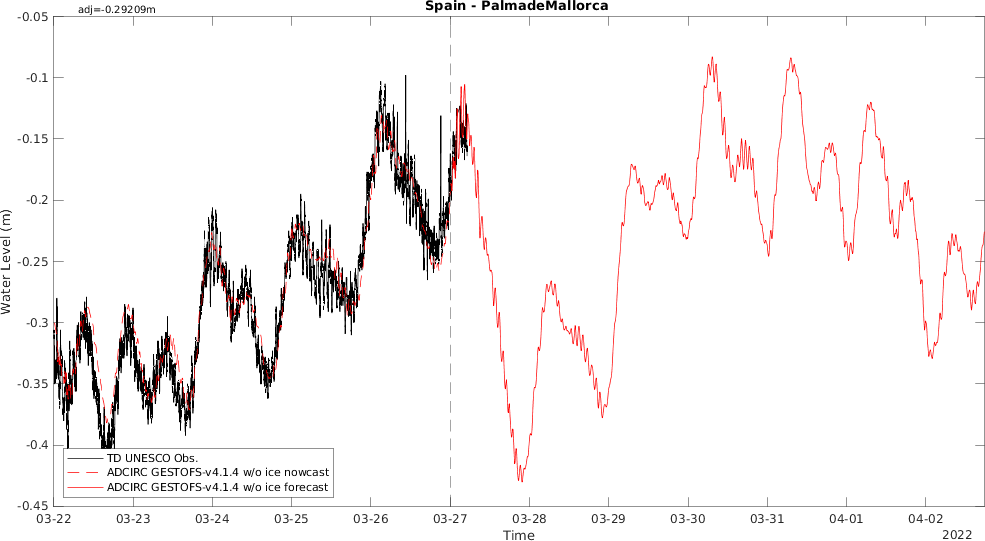 Spain - PalmadeMallorca
adj=-0.29209m
-0.05
-0.1
-0.15
-0.2
-0.25
-0.3
-0.35
-0.4
-0.45
Water Level (m)
TD UNESCO Obs.
ADCIRC GESTOFS-v4.1.4 w/o ice nowcast
ADCIRC GESTOFS-v4.1.4 w/o ice forecast
03-22 03-23 03-24 03-25 03-26 03-27 03-28 03-29 03-30 03-31 04-01 04-02
Time
2022